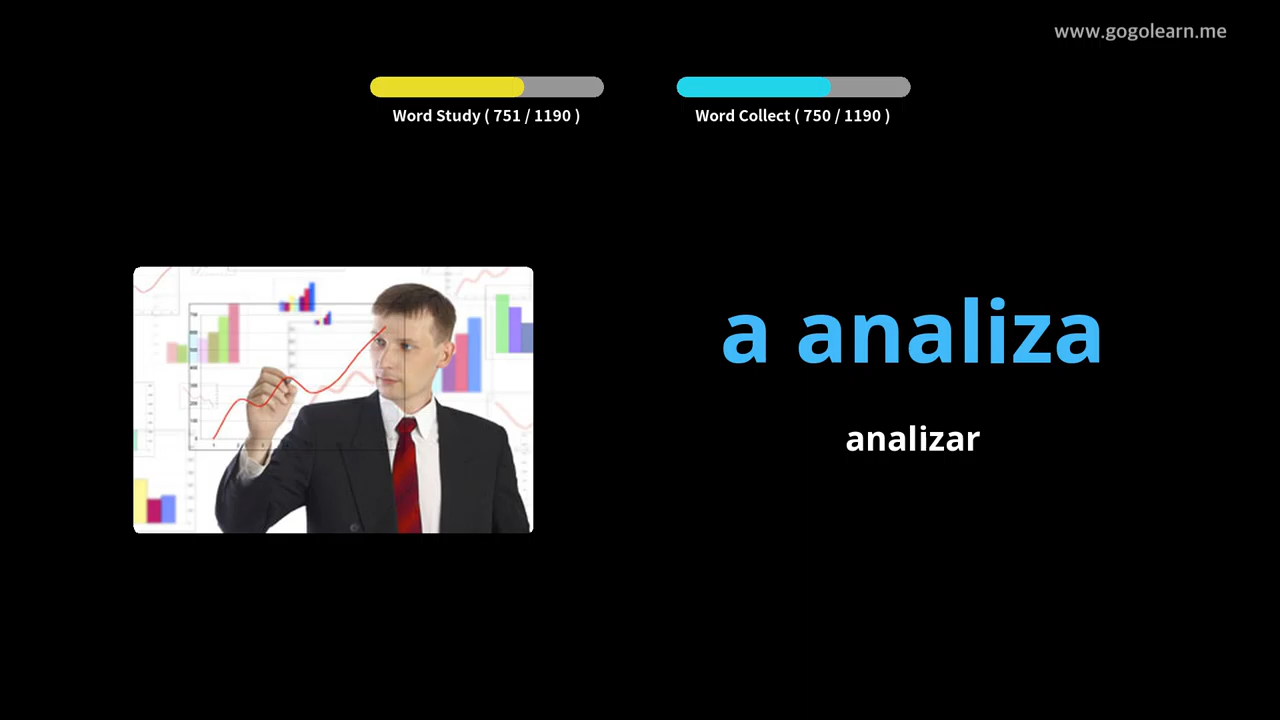 www.gogolearn.me
Word Study ( 751 / 1190 )
Word Collect ( 750 / 1190 )
a analiza
analizar